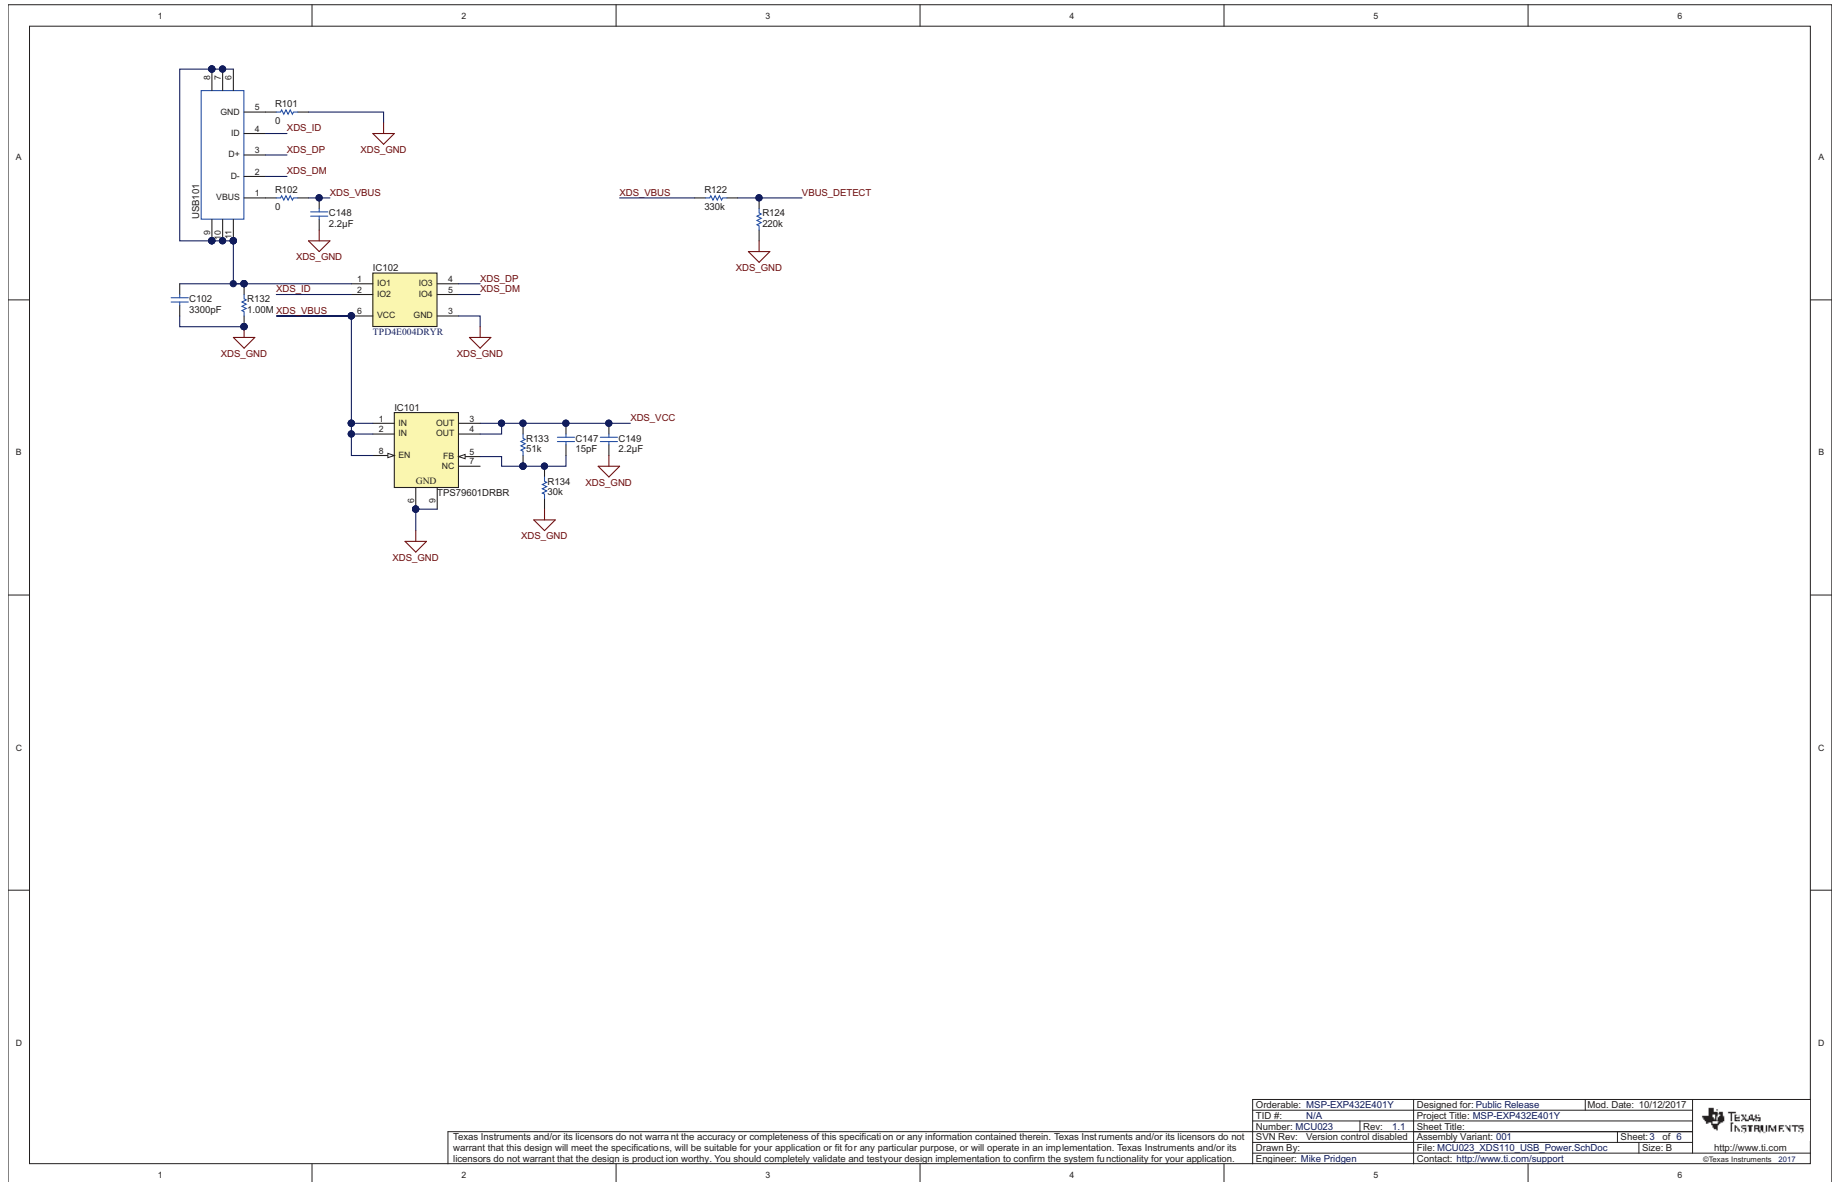 1 2 3 4 5 6
A A
B B
C C
D D
8 7 6
GND 5 R101
0
ID 4 XDS_ID
XDS_GND
D+ 3 XDS_DP
D- 2 XDS_DM
VBUS 1 R102 XDS_VBUS
0
USB101
C148
2.2µF
XDS_GND
9 10 11
XDS_VBUS R122 VBUS_DETECT
330k
R124
220k
XDS_GND
IC102
1 IO1 IO3 4 XDS_DP
XDS_ID 2 IO2 IO4 5 XDS_DM
XDS_VBUS 6 VCC GND 3
TPD4E004DRYR
C102
3300pF
R132
1.00M
XDS_GND
XDS_GND
IC101
1 IN OUT 3 XDS_VCC
2 IN OUT 4
8 EN FB 5
NC 7
GND
6 9
TPS79601DRBR
R133
51k
C147
15pF
C149
2.2µF
XDS_GND
R134
30k
XDS_GND
XDS_GND
Texas Instruments and/or its licensors do not warrant the accuracy or completeness of this specification or any information contained therein. Texas Instruments and/or its licensors do not
warrant that this design will meet the specifications, will be suitable for your application or fit for any particular purpose, or will operate in an implementation. Texas Instruments and/or its
licensors do not warrant that the design is production worthy. You should completely validate and test your design implementation to confirm the system functionality for your application.
Orderable: MSP-EXP432E401Y Designed for: Public Release Mod. Date: 10/12/2017
TID #: N/A Project Title: MSP-EXP432E401Y
Number: MCU023 Rev: 1.1 Sheet Title:
SVN Rev: Version control disabled Assembly Variant: 001 Sheet: 3 of 6
Drawn By: File: MCU023_XDS110_USB_Power.SchDoc Size: B
Engineer: Mike Pridgen Contact: http://www.ti.com/support
TEXAS
INSTRUMENTS
http://www.ti.com
©Texas Instruments 2017
1 2 3 4 5 6